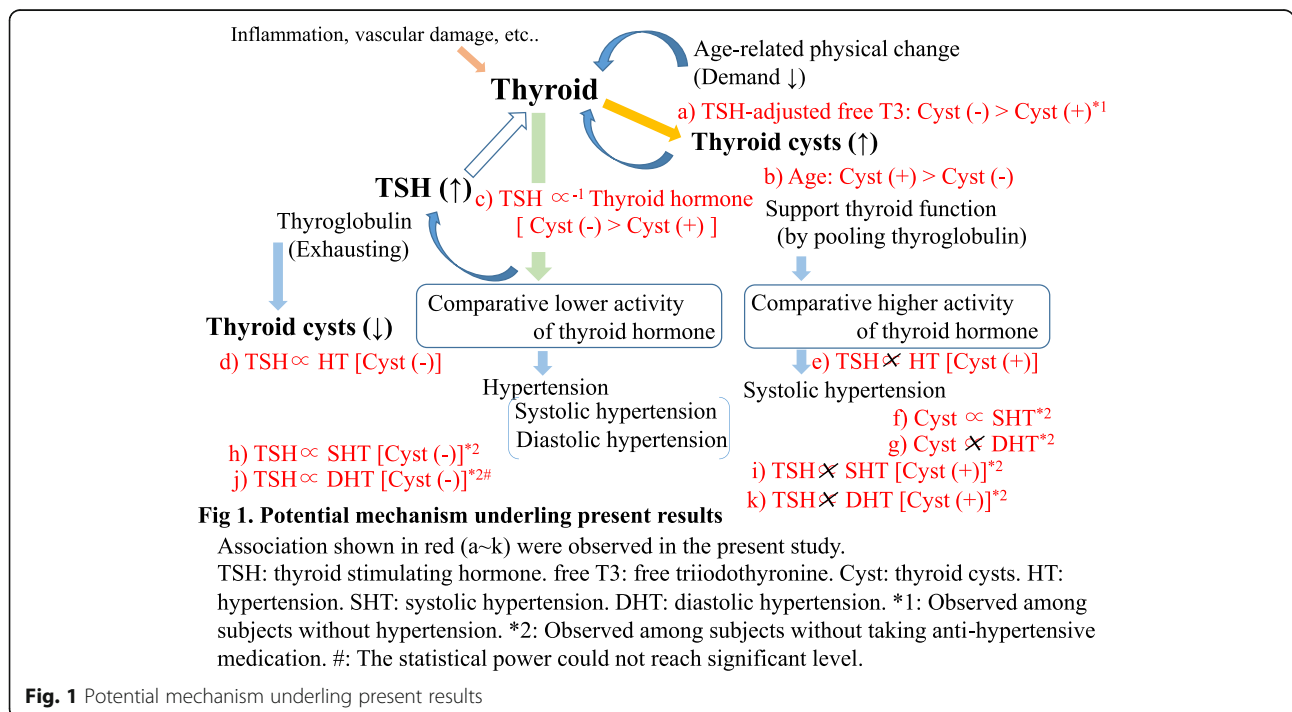 Inflammation, vascular damage, etc..
Age-related physical change
(Demand ↓)
Thyroid
a) TSH-adjusted free T3: Cyst (-) > Cyst (+)*1
Thyroid cysts (↑)
b) Age: Cyst (+) > Cyst (-)
TSH (↑)
c) TSH ∝-1 Thyroid hormone
[ Cyst (-) > Cyst (+) ]
Support thyroid function
(by pooling thyroglobulin)
Thyroglobulin
(Exhausting)
Comparative lower activity
of thyroid hormone
Comparative higher activity
of thyroid hormone
Thyroid cysts (↓)
d) TSH∝ HT [Cyst (-)]
e) TSH∝ HT [Cyst (+)]
Hypertension
Systolic hypertension
Diastolic hypertension
Systolic hypertension
f) Cyst ∝ SHT*2
g) Cyst ∝ DHT*2
h) TSH∝ SHT [Cyst (-)]*2
j) TSH∝ DHT [Cyst (-)]*2#
i) TSH∝ SHT [Cyst (+)]*2
k) TSH∝ DHT [Cyst (+)]*2
Fig 1. Potential mechanism underling present results
Association shown in red (a~k) were observed in the present study.
TSH: thyroid stimulating hormone. free T3: free triiodothyronine. Cyst: thyroid cysts. HT:
hypertension. SHT: systolic hypertension. DHT: diastolic hypertension. *1: Observed among
subjects without hypertension. *2: Observed among subjects without taking anti-hypertensive
medication. #: The statistical power could not reach significant level.
Fig. 1 Potential mechanism underling present results